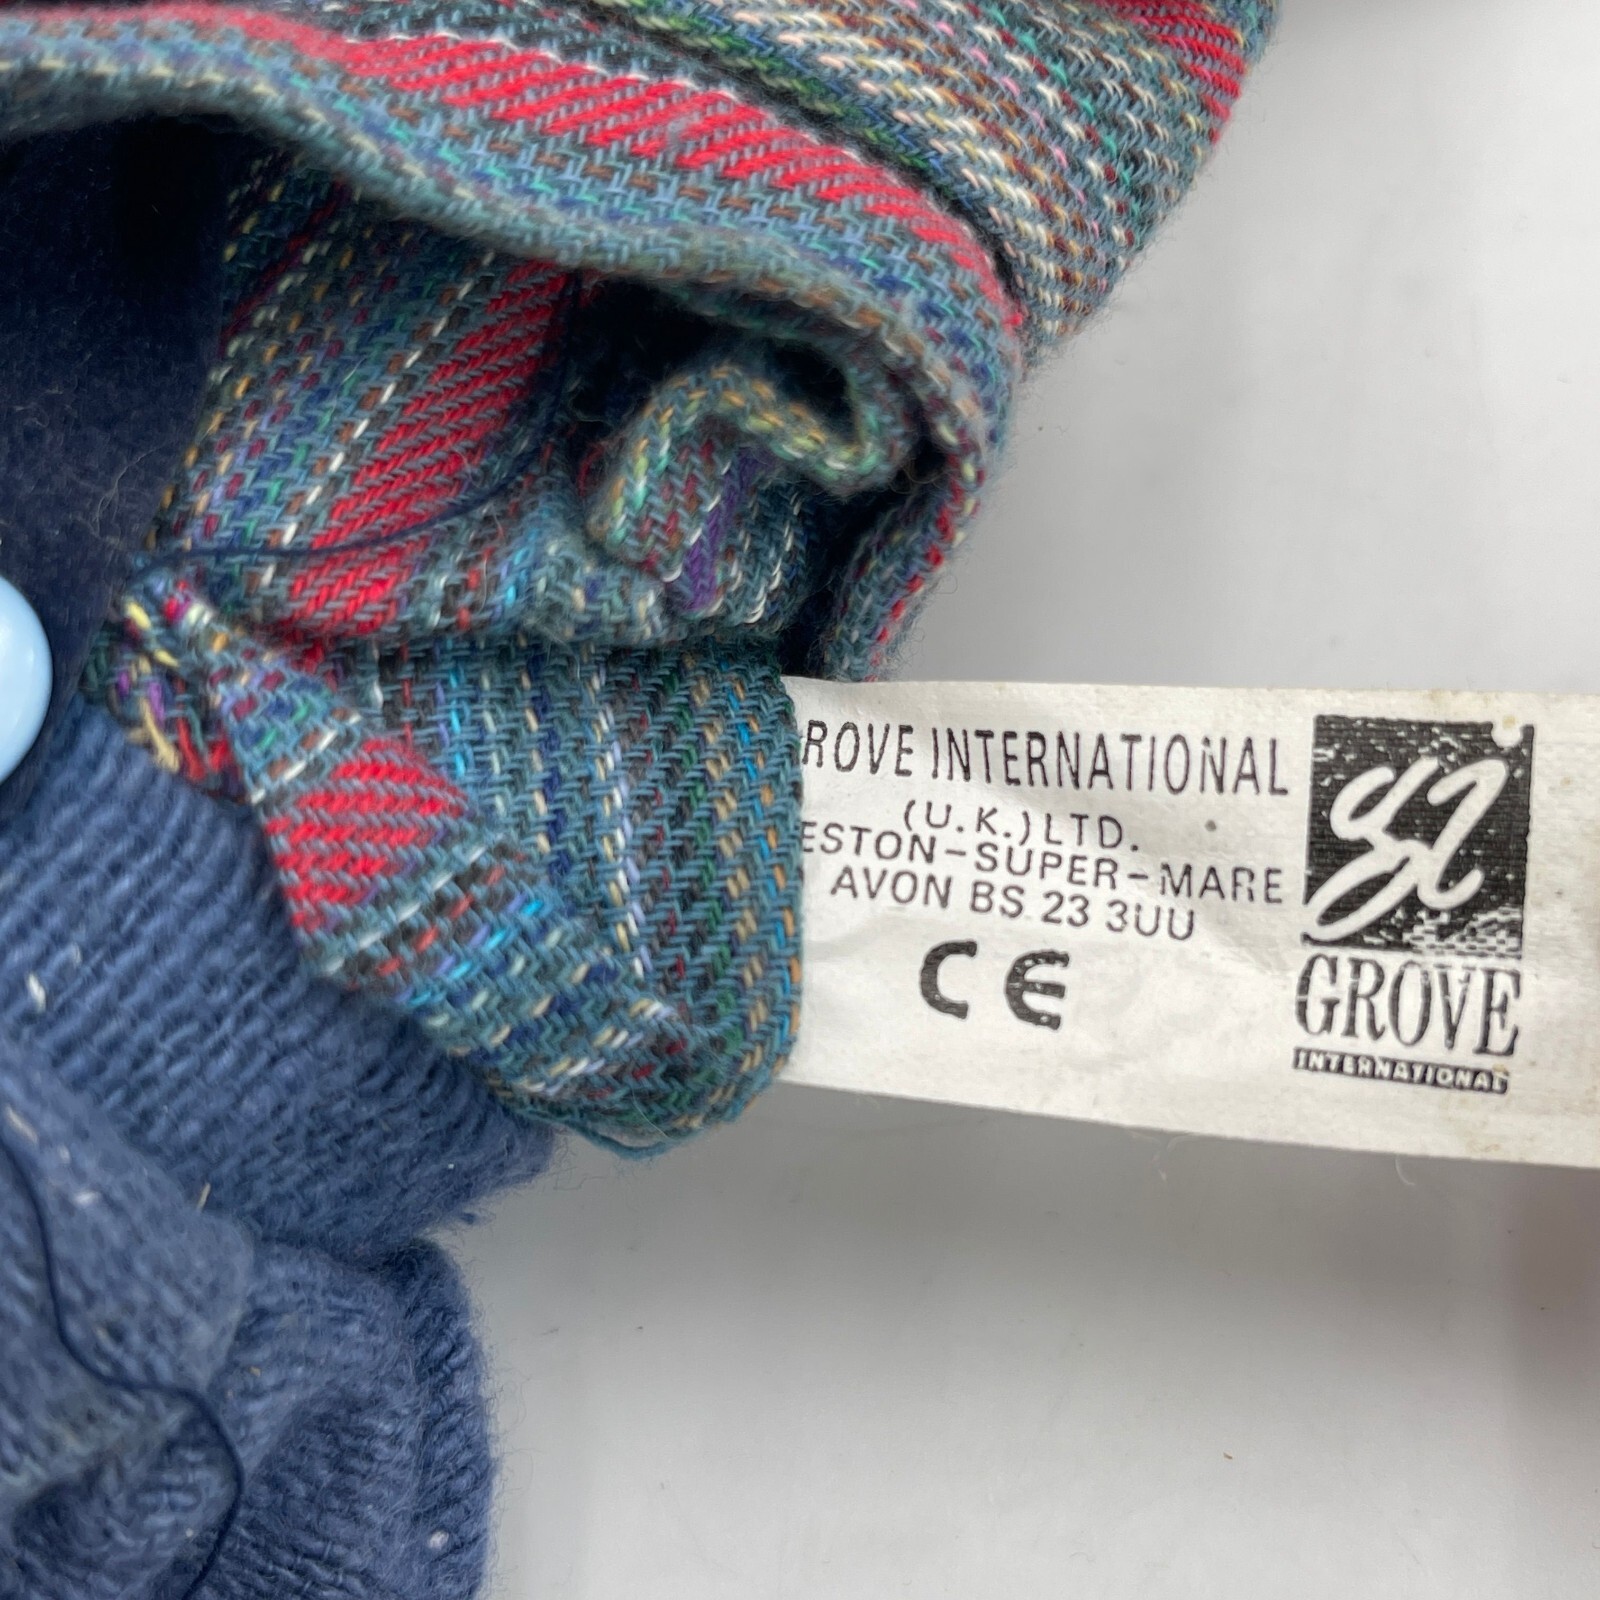 ROVE INTERNATIONAL
(U.K.) LTD.
ESTON-SUPER-MARE
AVON BS 23 3UU
CE
gI
GROVE
INTERNATIONAL